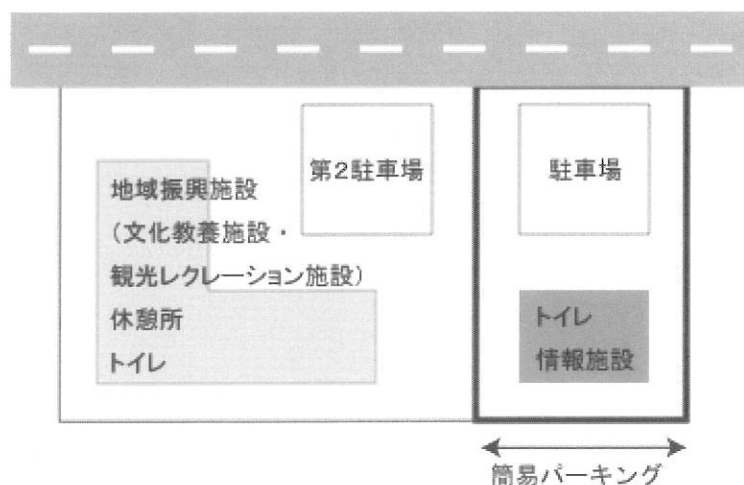 第2駐車場
駐車場
地域振興施設
(文化教養施設・
観光レクレーション施設)
休憩所
トイレ
トイレ
情報施設
簡易パーキング